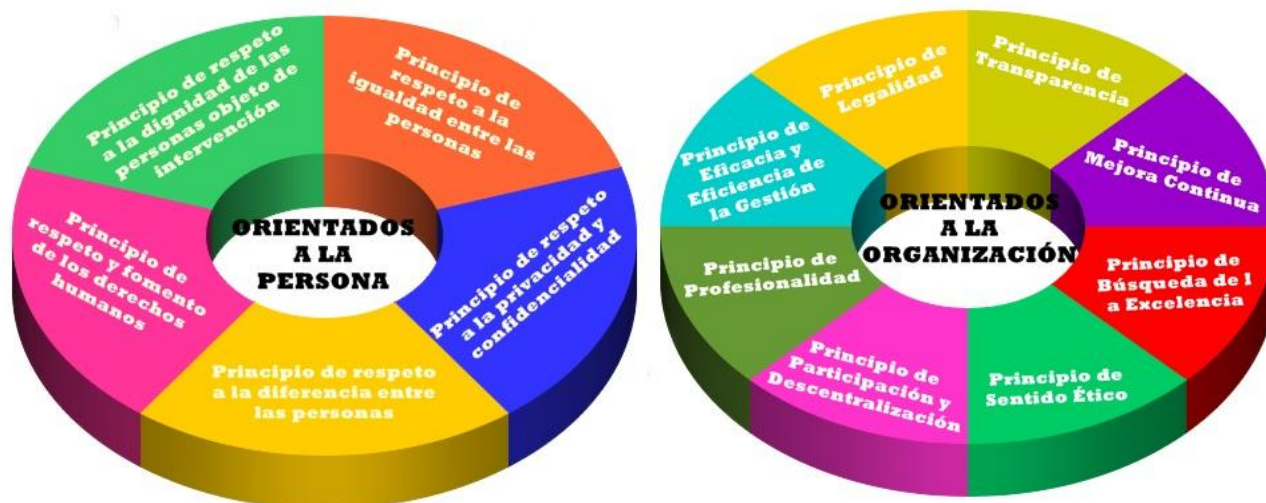 Principio de respeto
a la dignidad de las
personas objeto de
intervención
Principio de
respeto a la
igualdad entre las
personas
Principio de respeto
a la privacidad y
confidencialidad
Principio de respeto
a la diferencia entre
las personas
Principio de
respeto y fomento
de los derechos
humanos
ORIENTADOS
A LA
PERSONA
Principio de
Legalidad
Principio de
Transparencia
Principio de
Mejora Contínua
Principio de
Búsqueda de l
a Excelencia
Principio de
Sentido Ético
Principio de
Participación y
Descentralización
Principio de
Profesionalidad
Principio de
Eficacia y
Eficiencia de
la Gestión
ORIENTADOS
A LA
ORGANIZACIÓN